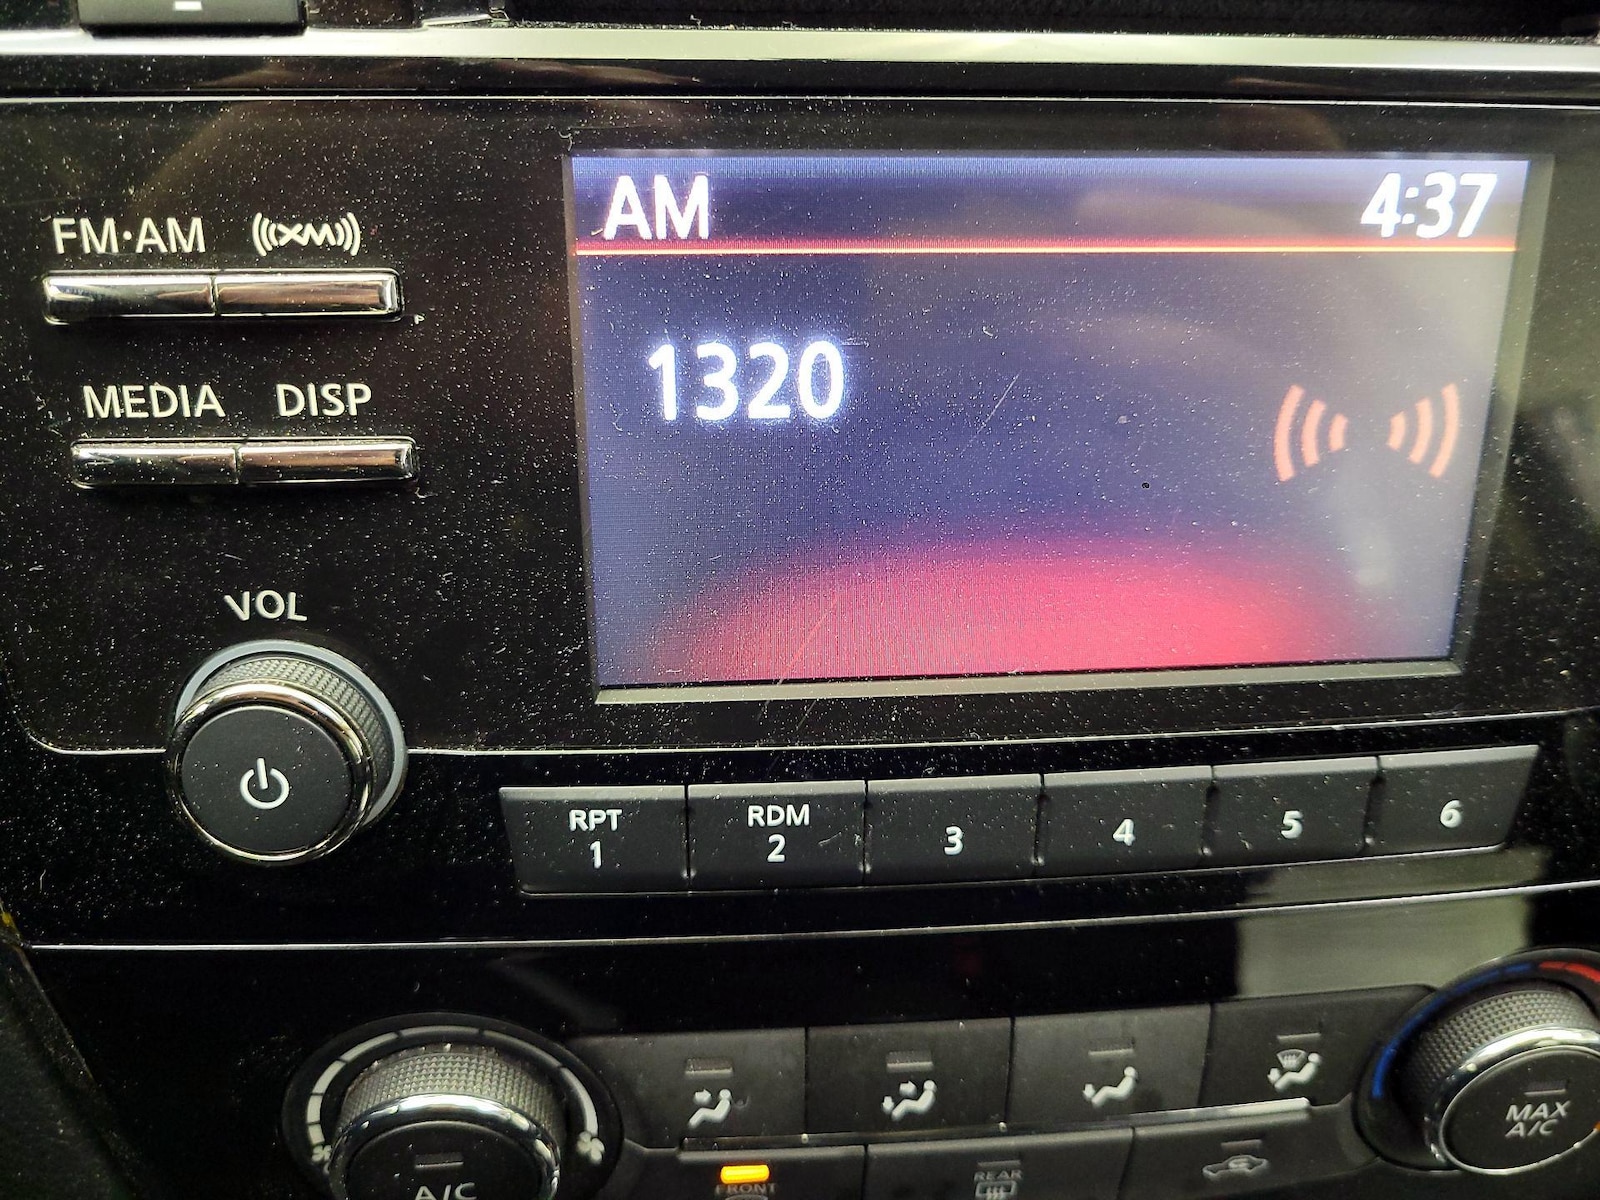 AM 4:37
FM·AM XM
1320
MEDIA DISP
VOL
RPT RDM
1 2 3 4 5 6
MAX
A/C
A/C
FRONT
REAR